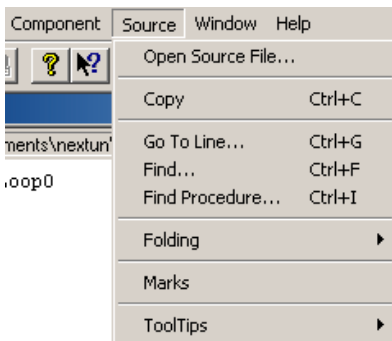 Component Source Window Help
Open Source File...
Copy Ctrl+C
ments\nextun'
Go To Line... Ctrl+G
Find... Ctrl+F
oop0
Find Procedure... Ctrl+I
Folding
Marks
ToolTips